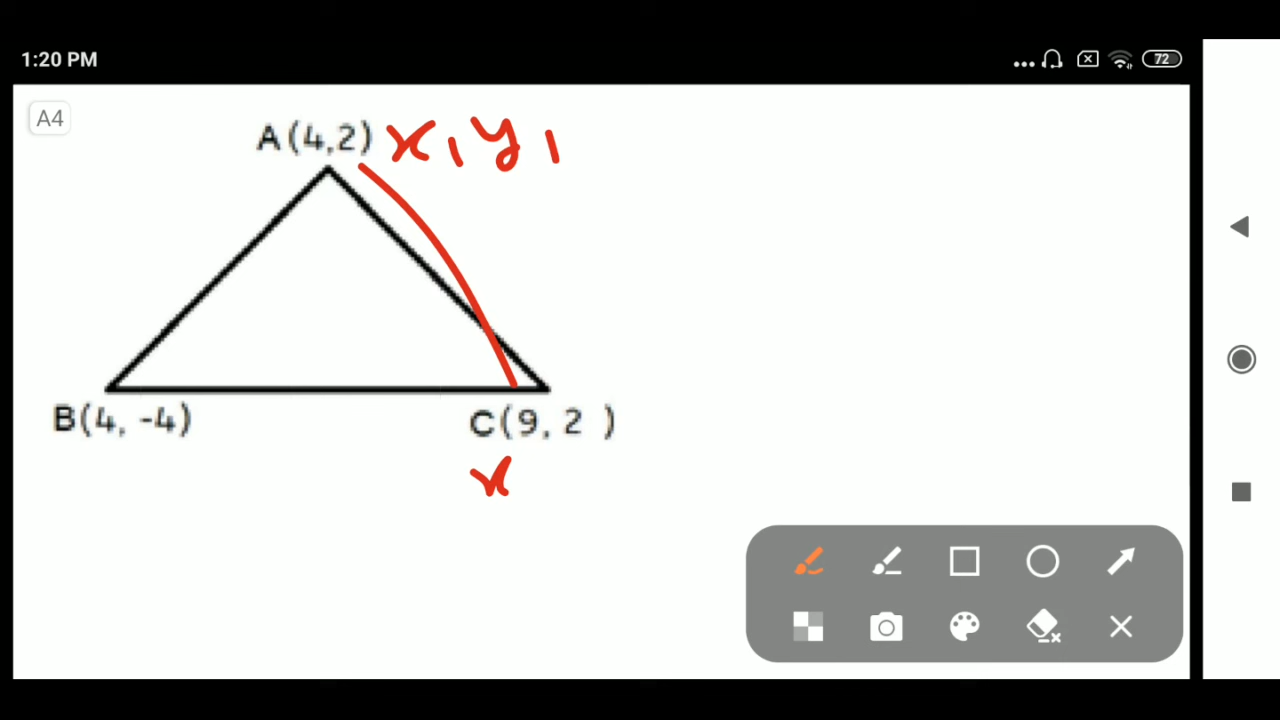 1:20 PM
72
A4
A(4,2) x₁ y₁
B(4, -4)
C(9, 2 )
x